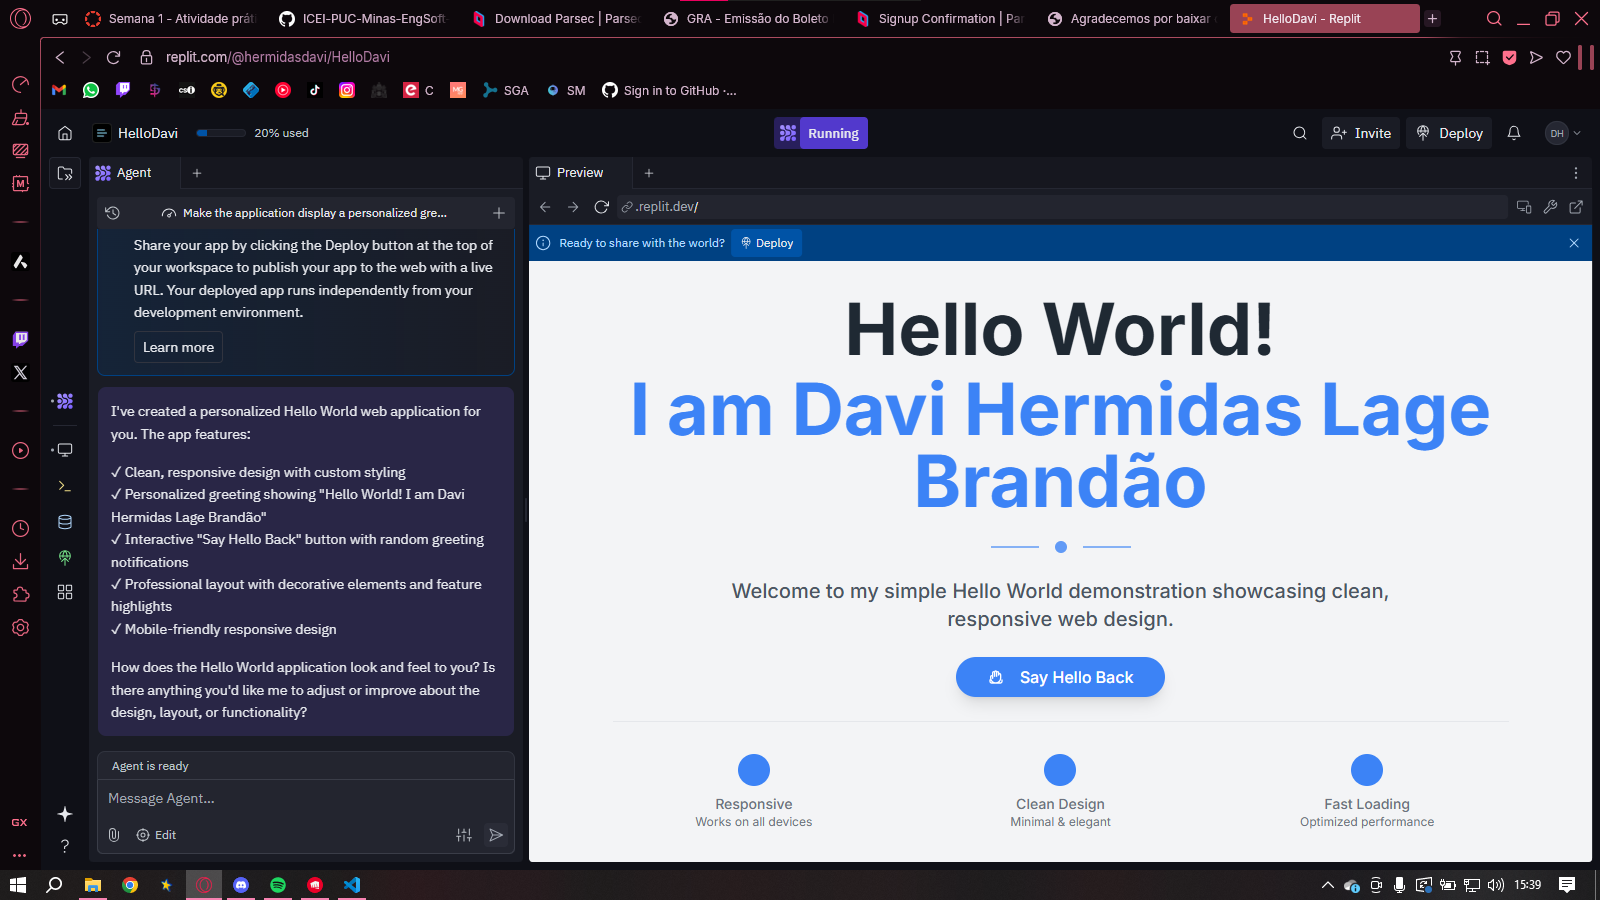 Semana 1 - Atividade prát
ICEI-PUC-Minas-EngSoft-
Download Parsec | Parsec
GRA - Emissão do Boleto
Signup Confirmation | Par
Agradecemos por baixar
HelloDavi - Replit
replit.com/@hermidasdavi/HelloDavi
C
SGA
SM
Sign in to GitHub ·...
HelloDavi
20% used
Running
Invite
Deploy
DH
Agent
Preview
Make the application display a personalized gre...
.replit.dev/
Share your app by clicking the Deploy button at the top of
your workspace to publish your app to the web with a live
URL. Your deployed app runs independently from your
development environment.
Learn more
Ready to share with the world?
Deploy
I've created a personalized Hello World web application for
you. The app features:
✓ Clean, responsive design with custom styling
✓ Personalized greeting showing "Hello World! I am Davi
Hermidas Lage Brandão"
✓ Interactive "Say Hello Back" button with random greeting
notifications
✓ Professional layout with decorative elements and feature
highlights
✓ Mobile-friendly responsive design
How does the Hello World application look and feel to you? Is
there anything you'd like me to adjust or improve about the
design, layout, or functionality?
Agent is ready
Message Agent...
Edit
Hello World!
I am Davi Hermidas Lage
Brandão
Welcome to my simple Hello World demonstration showcasing clean,
responsive web design.
Say Hello Back
Responsive
Works on all devices
Clean Design
Minimal & elegant
Fast Loading
Optimized performance
GX
15:39